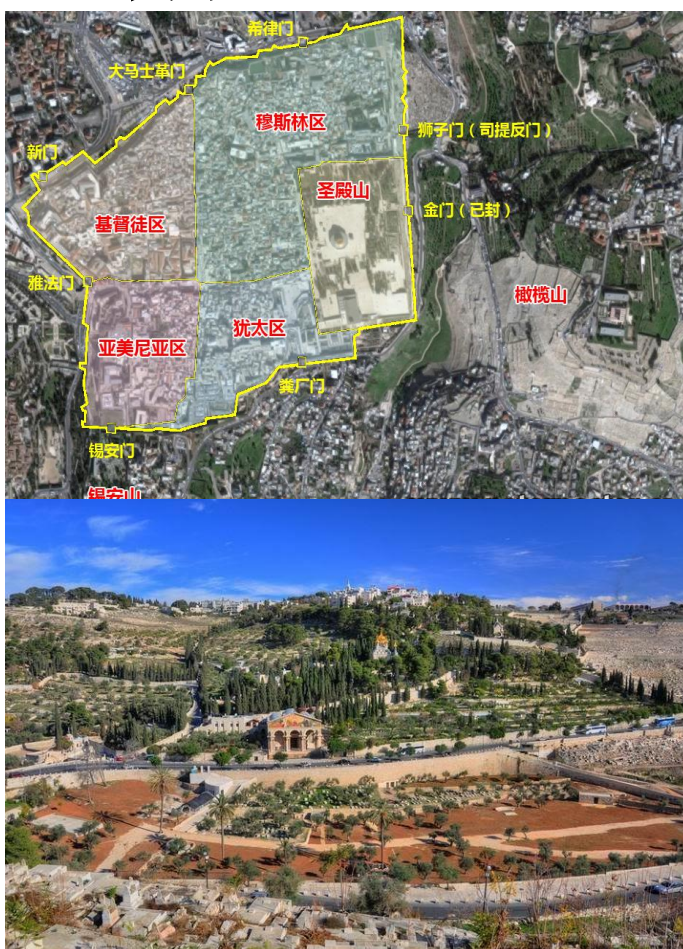 希律门
大马士革门
穆斯林区
狮子门（司提反门）
新门
圣殿山
金门（已封）
基督徒区
雅法门
橄榄山
犹太区
亚美尼亚区
粪厂门
锡安门
锡安山